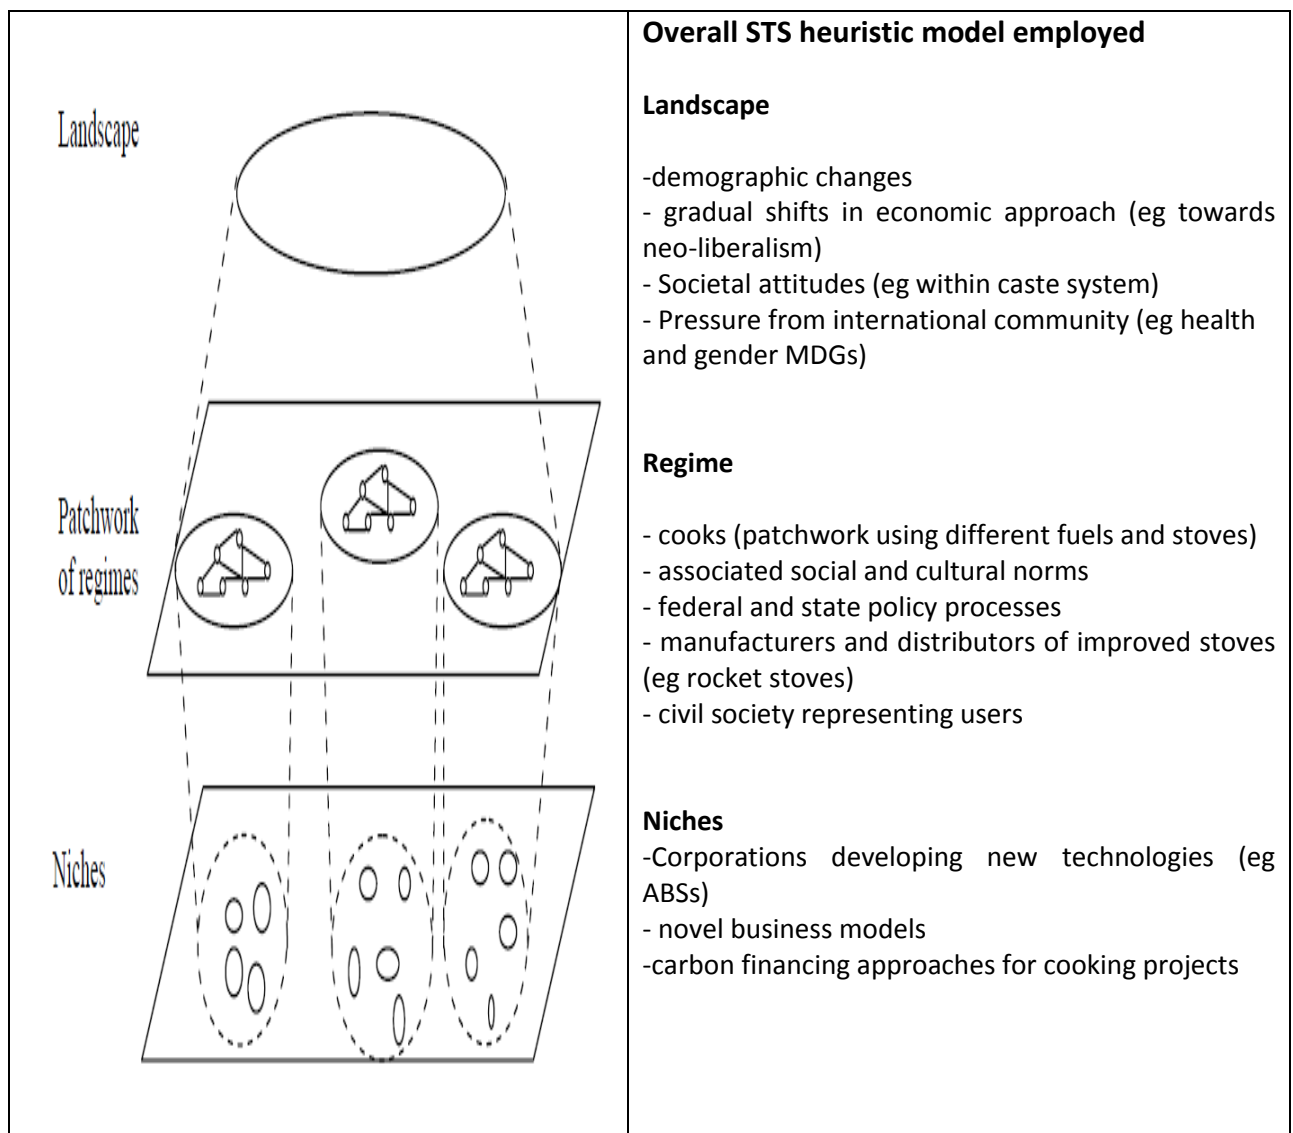 Landscape
Patchwork
of regimes
Niches
Overall STS heuristic model employed
Landscape
-demographic changes
- gradual shifts in economic approach (eg towards
neo-liberalism)
- Societal attitudes (eg within caste system)
- Pressure from international community (eg health
and gender MDGs)
Regime
- cooks (patchwork using different fuels and stoves)
- associated social and cultural norms
- federal and state policy processes
- manufacturers and distributors of improved stoves
(eg rocket stoves)
- civil society representing users
Niches
-Corporations developing new technologies (eg
ABSs)
- novel business models
-carbon financing approaches for cooking projects